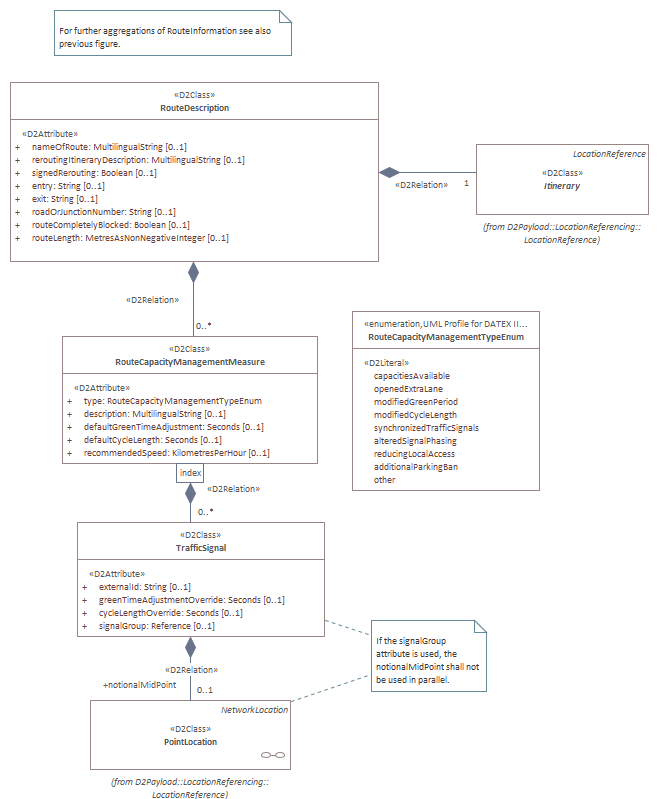 For further aggregations of RouteInformation see also
previous figure.
«D2Class»
RouteDescription
«D2Attribute»
+ nameOfRoute: MultilingualString [0..1]
+ reroutingItineraryDescription: MultilingualString [0..1]
+ signedRerouting: Boolean [0..1]
+ entry: String [0..1]
+ exit: String [0..1]
+ roadOrJunctionNumber: String [0..1]
+ routeCompletelyBlocked: Boolean [0..1]
+ routeLength: MetresAsNonNegativeInteger [0..1]
«D2Relation»
1
LocationReference
«D2Class»
Itinerary
(from D2Payload::LocationReferencing::
LocationReference)
«D2Relation»
0..*
«D2Class»
RouteCapacityManagementMeasure
«D2Attribute»
+ type: RouteCapacityManagementTypeEnum
+ description: MultilingualString [0..1]
+ defaultGreenTimeAdjustment: Seconds [0..1]
+ defaultCycleLength: Seconds [0..1]
+ recommendedSpeed: KilometresPerHour [0..1]
«enumeration,UML Profile for DATEX II...
RouteCapacityManagementTypeEnum
«D2Literal»
capacitiesAvailable
openedExtraLane
modifiedGreenPeriod
modifiedCycleLength
synchronizedTrafficSignals
alteredSignalPhasing
reducingLocalAccess
additionalParkingBan
other
index
«D2Relation»
0..*
«D2Class»
TrafficSignal
«D2Attribute»
+ externalId: String [0..1]
+ greenTimeAdjustmentOverride: Seconds [0..1]
+ cycleLengthOverride: Seconds [0..1]
+ signalGroup: Reference [0..1]
If the signalGroup
attribute is used, the
notionalMidPoint shall not
be used in parallel.
«D2Relation»
+notionalMidPoint
0..1
NetworkLocation
«D2Class»
PointLocation
(from D2Payload::LocationReferencing::
LocationReference)